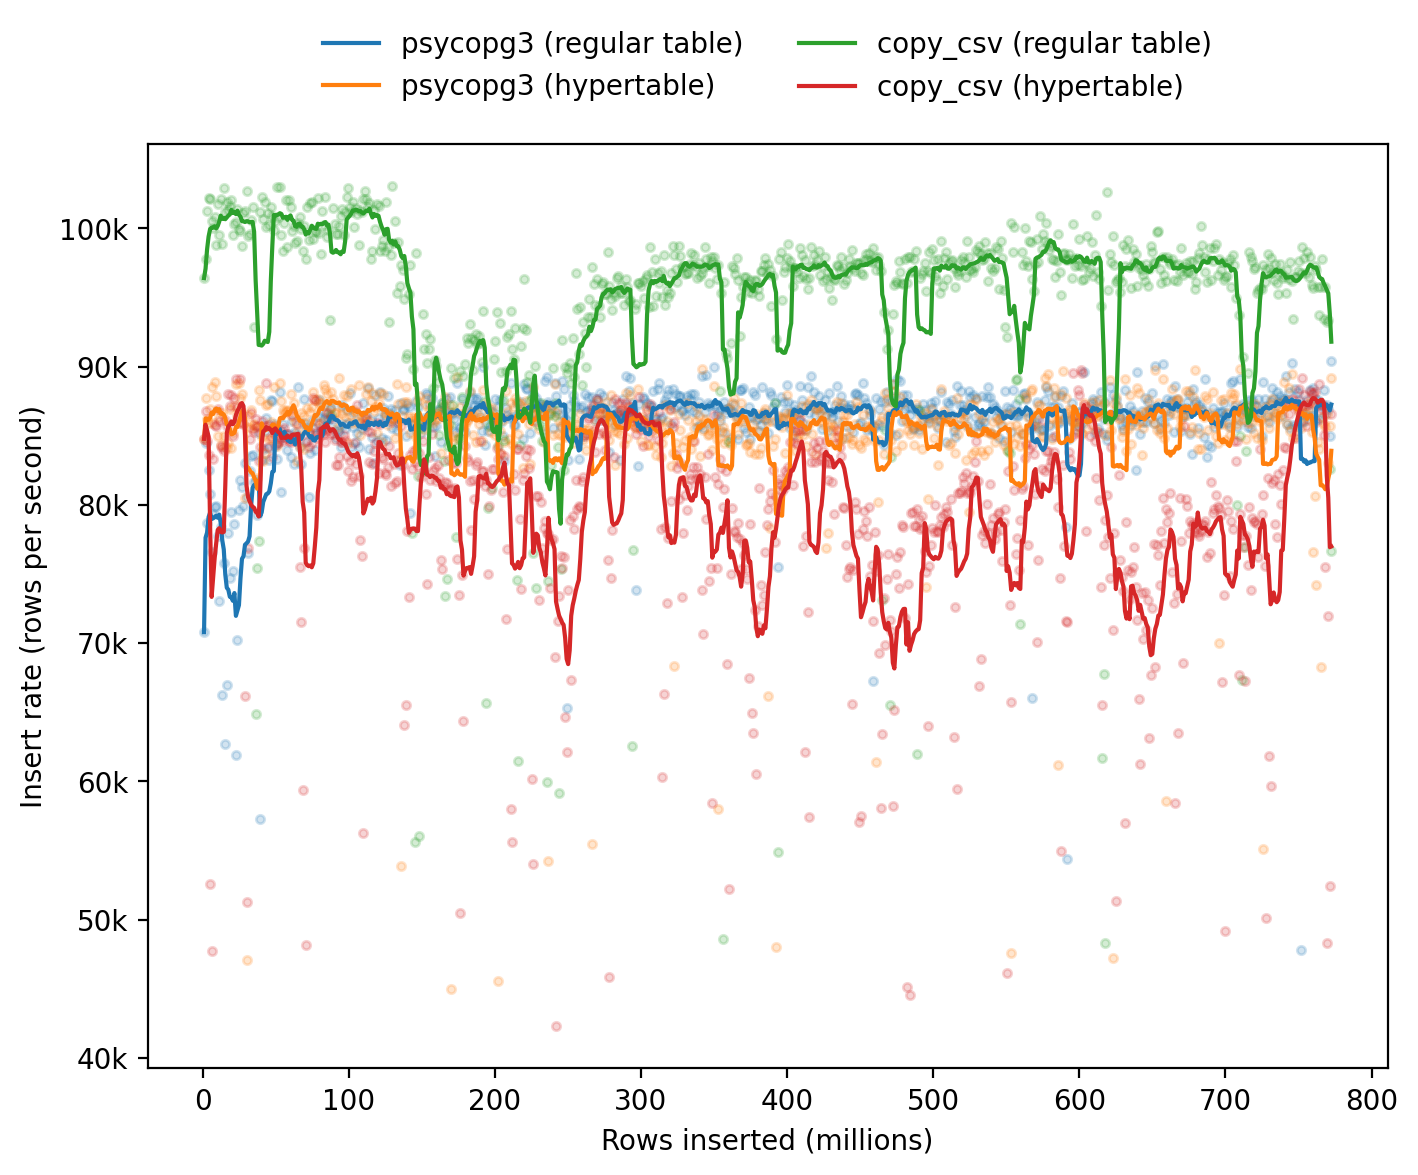 psycopg3 (regular table)
psycopg3 (hypertable)
copy_csv (regular table)
copy_csv (hypertable)
Insert rate (rows per second)
100k
90k
80k
70k
60k
50k
40k
0 100 200 300 400 500 600 700 800
Rows inserted (millions)